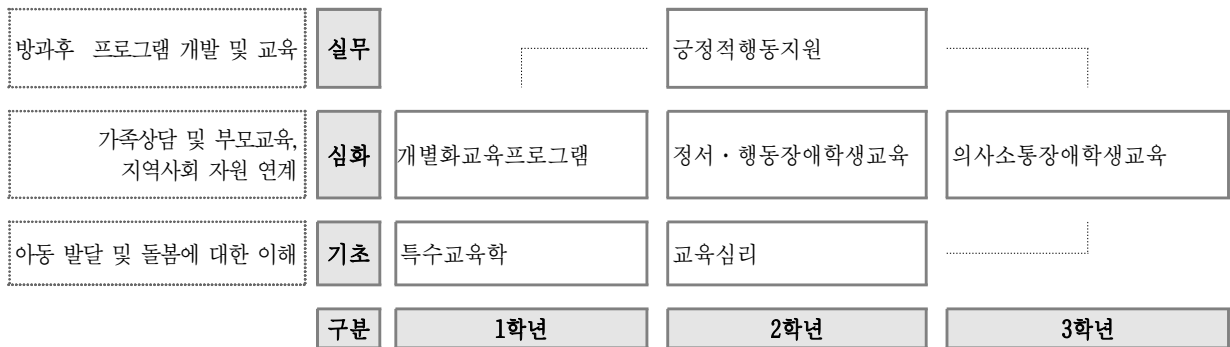 방과후 프로그램 개발 및 교육
실무
긍정적행동지원
가족상담 및 부모교육,
지역사회 자원 연계
심화
개별화교육프로그램
정서・행동장애학생교육
의사소통장애학생교육
아동 발달 및 돌봄에 대한 이해
기초
특수교육학
교육심리
구분
1학년
2학년
3학년